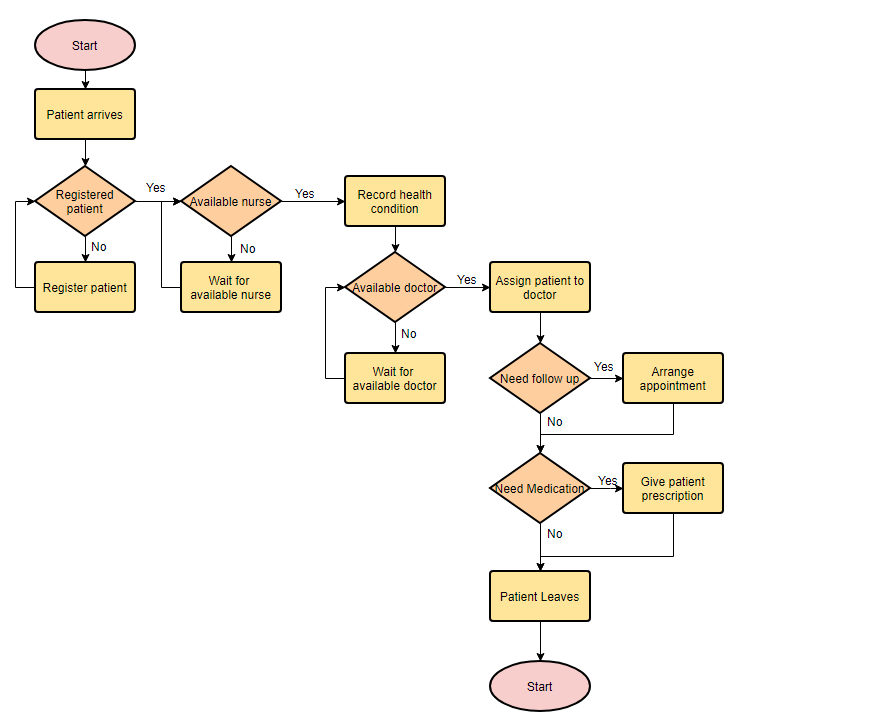 Start
Patient arrives
Registered
patient
Yes
No
Register patient
Available nurse
Yes
No
Wait for
available nurse
Record health
condition
Available doctor
Yes
No
Wait for
available doctor
Assign patient to
doctor
Need follow up
Yes
No
Arrange
appointment
Need Medication
Yes
No
Give patient
prescription
Patient Leaves
Start